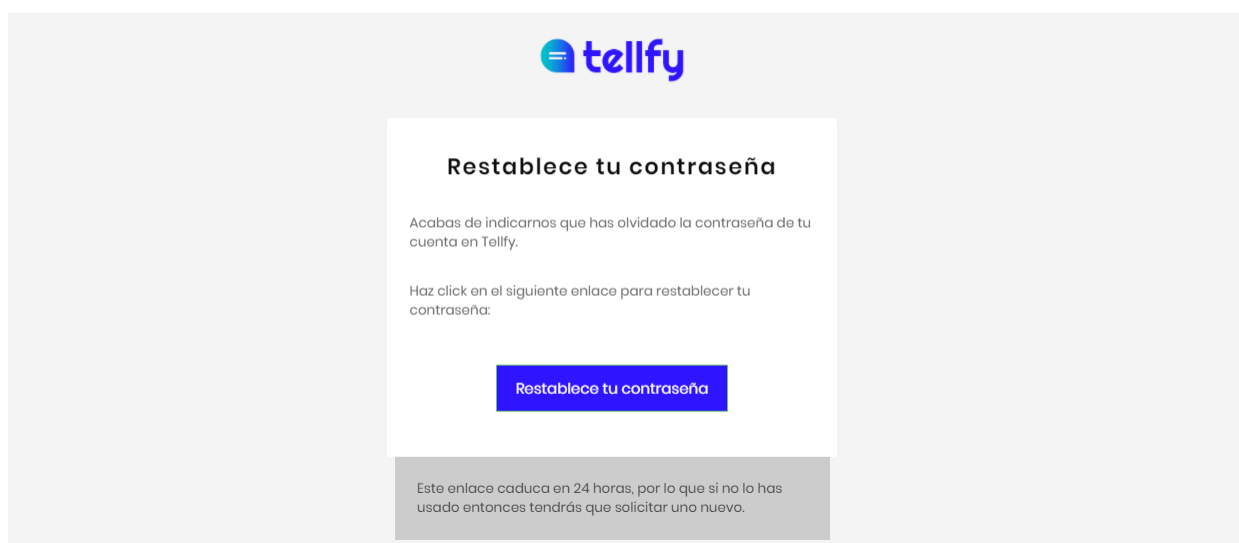 tellfy
Restablece tu contraseña
Acabas de indicarnos que has olvidado la contraseña de tu
cuenta en Tellfy.
Haz click en el siguiente enlace para restablecer tu
contraseña:
Restablece tu contraseña
Este enlace caduca en 24 horas, por lo que si no lo has
usado entonces tendrás que solicitar uno nuevo.